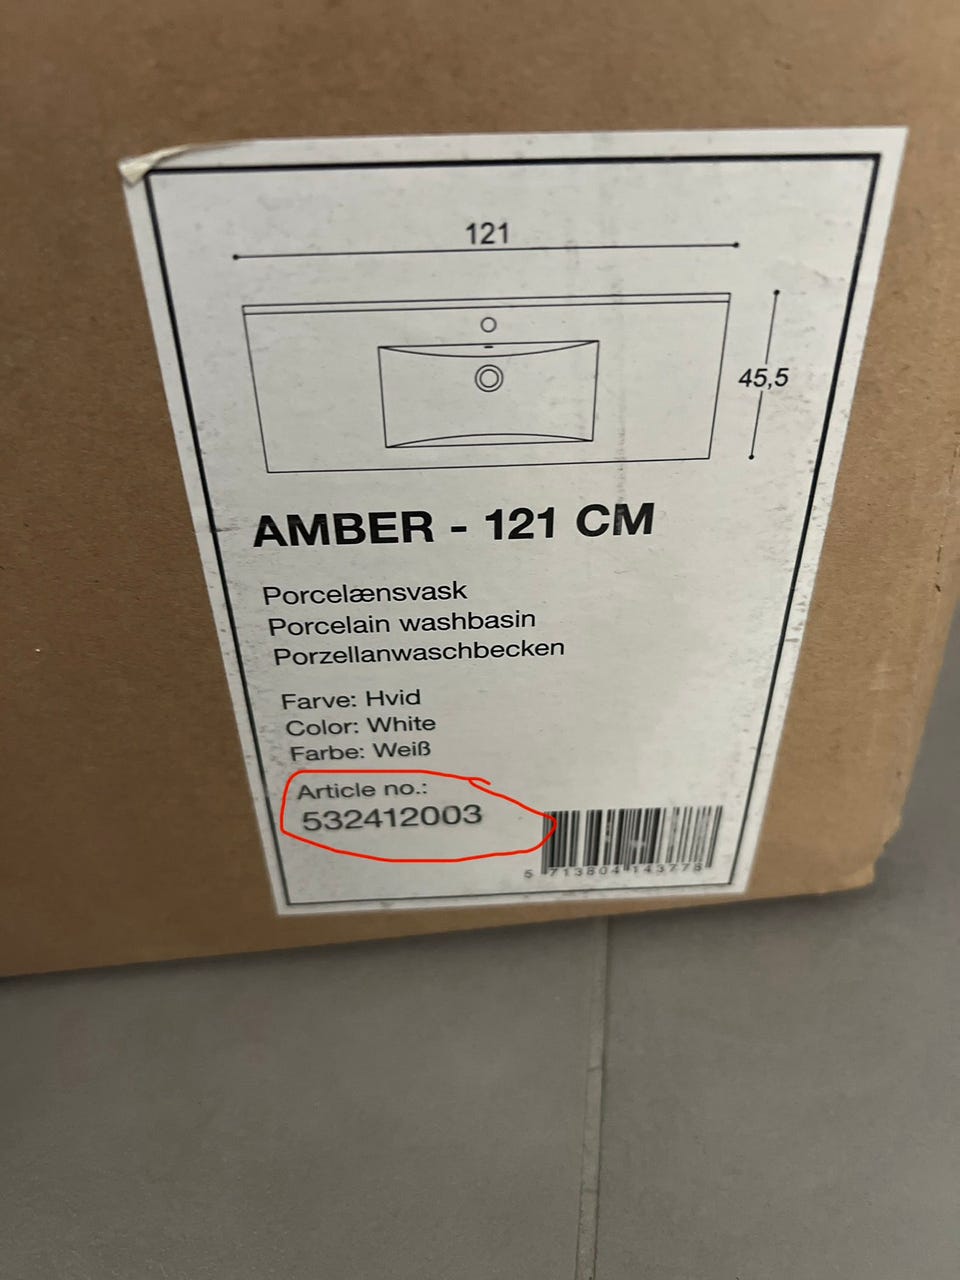 121
45,5
AMBER - 121 CM
Porcelænsvask
Porcelain washbasin
Porzellanwaschbecken
Farve: Hvid
Color: White
Farbe: Weiß
Article no.:
532412003
5 713804 143778